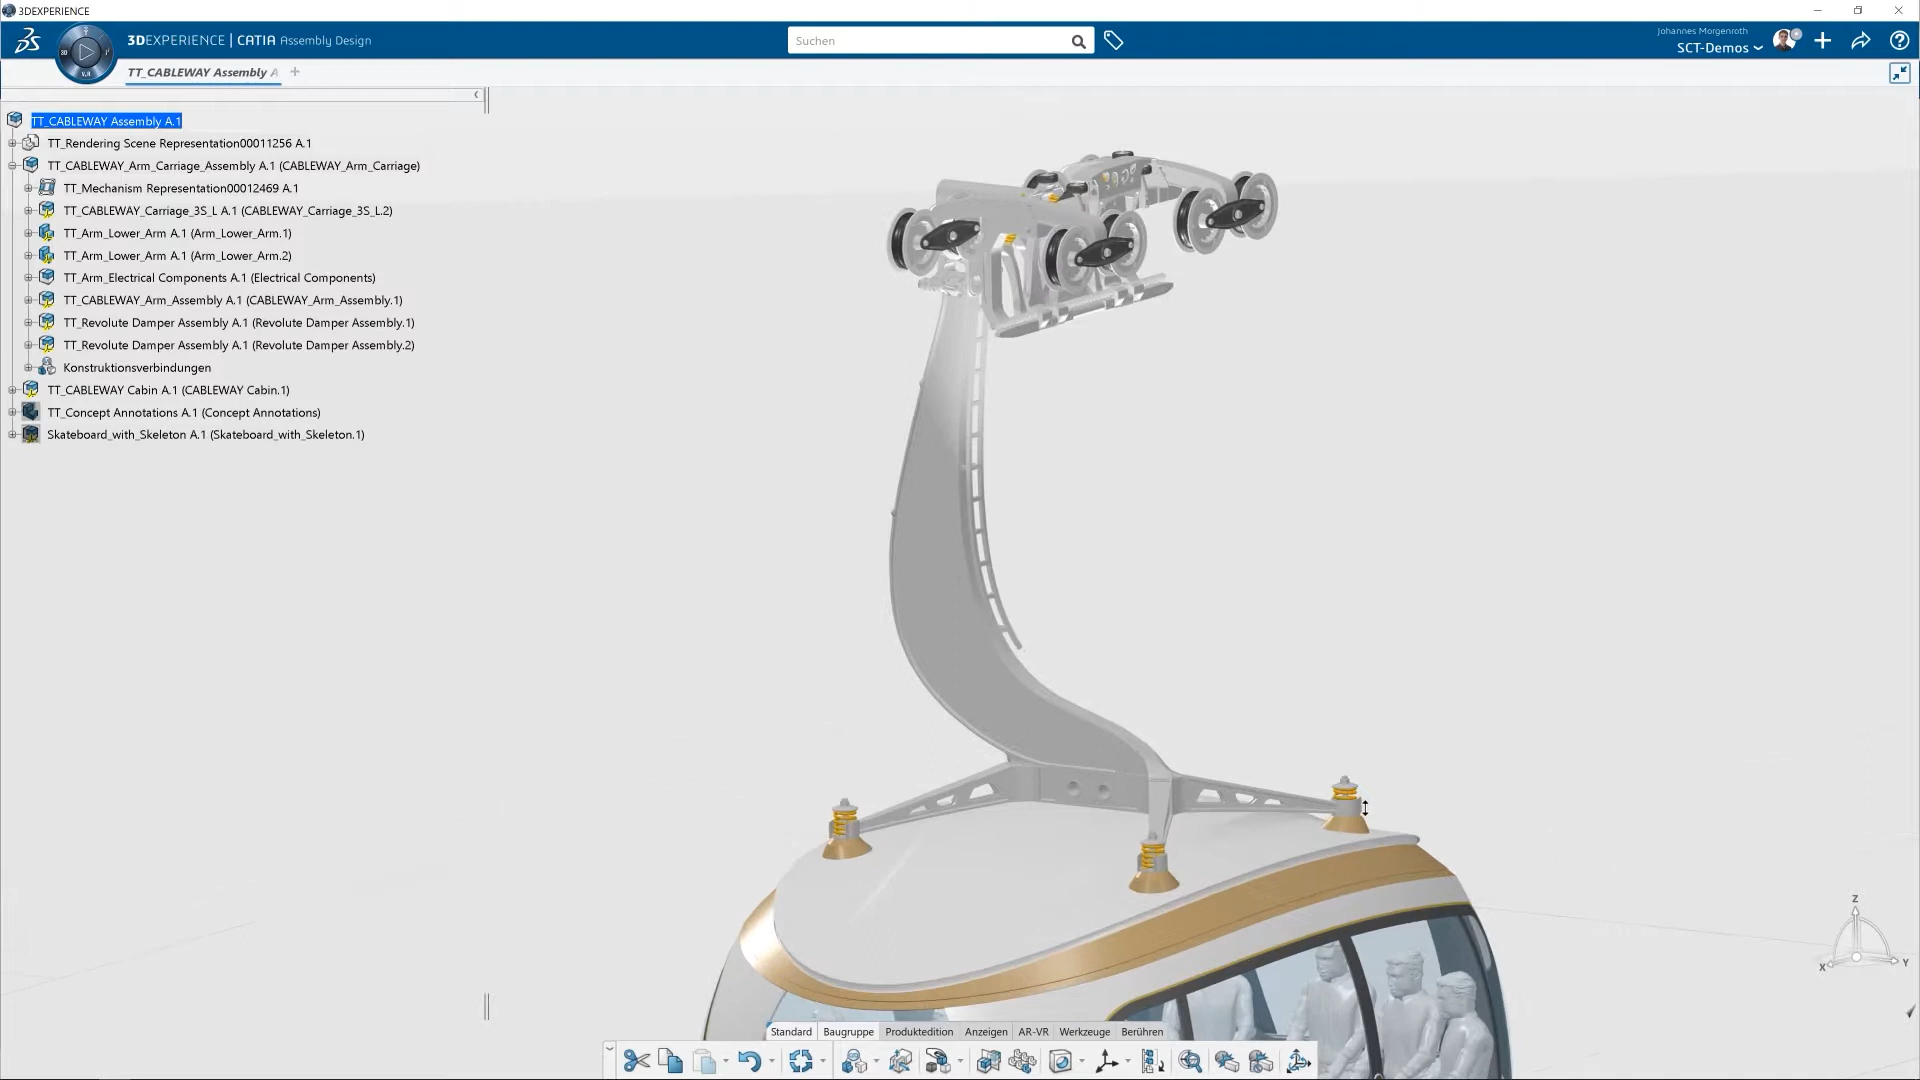 3DEXPERIENCE
3DEXPERIENCE | CATIA Assembly Design
Suchen
Johannes Morgenroth
SCT-Demos
TT_CABLEWAY Assembly A
TT_CABLEWAY Assembly A.1
TT_Rendering Scene Representation00011256 A.1
TT_CABLEWAY_Arm_Carriage_Assembly A.1 (CABLEWAY_Arm_Carriage)
TT_Mechanism Representation00012469 A.1
TT_CABLEWAY_Carriage_3S_L A.1 (CABLEWAY_Carriage_3S_L.2)
TT_Arm_Lower_Arm A.1 (Arm_Lower_Arm.1)
TT_Arm_Lower_Arm A.1 (Arm_Lower_Arm.2)
TT_Arm_Electrical Components A.1 (Electrical Components)
TT_CABLEWAY_Arm_Assembly A.1 (CABLEWAY_Arm_Assembly.1)
TT_Revolute Damper Assembly A.1 (Revolute Damper Assembly.1)
TT_Revolute Damper Assembly A.1 (Revolute Damper Assembly.2)
Konstruktionsverbindungen
TT_CABLEWAY Cabin A.1 (CABLEWAY Cabin.1)
TT_Concept Annotations A.1 (Concept Annotations)
Skateboard_with_Skeleton A.1 (Skateboard_with_Skeleton.1)
Z
X
Y
Standard Baugruppe Produktedition Anzeigen AR-VR Werkzeuge Berühren